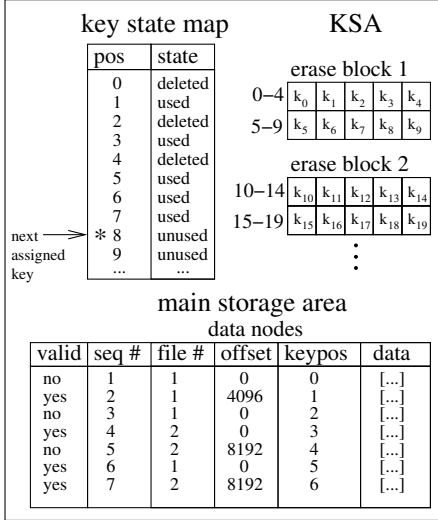 key state map
pos state
0 deleted
1 used
2 deleted
3 used
4 deleted
5 used
6 used
7 used
next * 8 unused
assigned 9 unused
key ... ...
KSA
erase block 1
0–4 k0 k1 k2 k3 k4
5–9 k5 k6 k7 k8 k9
erase block 2
10–14 k10 k11 k12 k13 k14
15–19 k15 k16 k17 k18 k19
main storage area
data nodes
valid seq # file # offset keypos data
no 1 1 0 0 [...]
yes 2 1 4096 1 [...]
no 3 1 0 2 [...]
yes 4 2 0 3 [...]
no 5 2 8192 4 [...]
yes 6 1 0 5 [...]
yes 7 2 8192 6 [...]